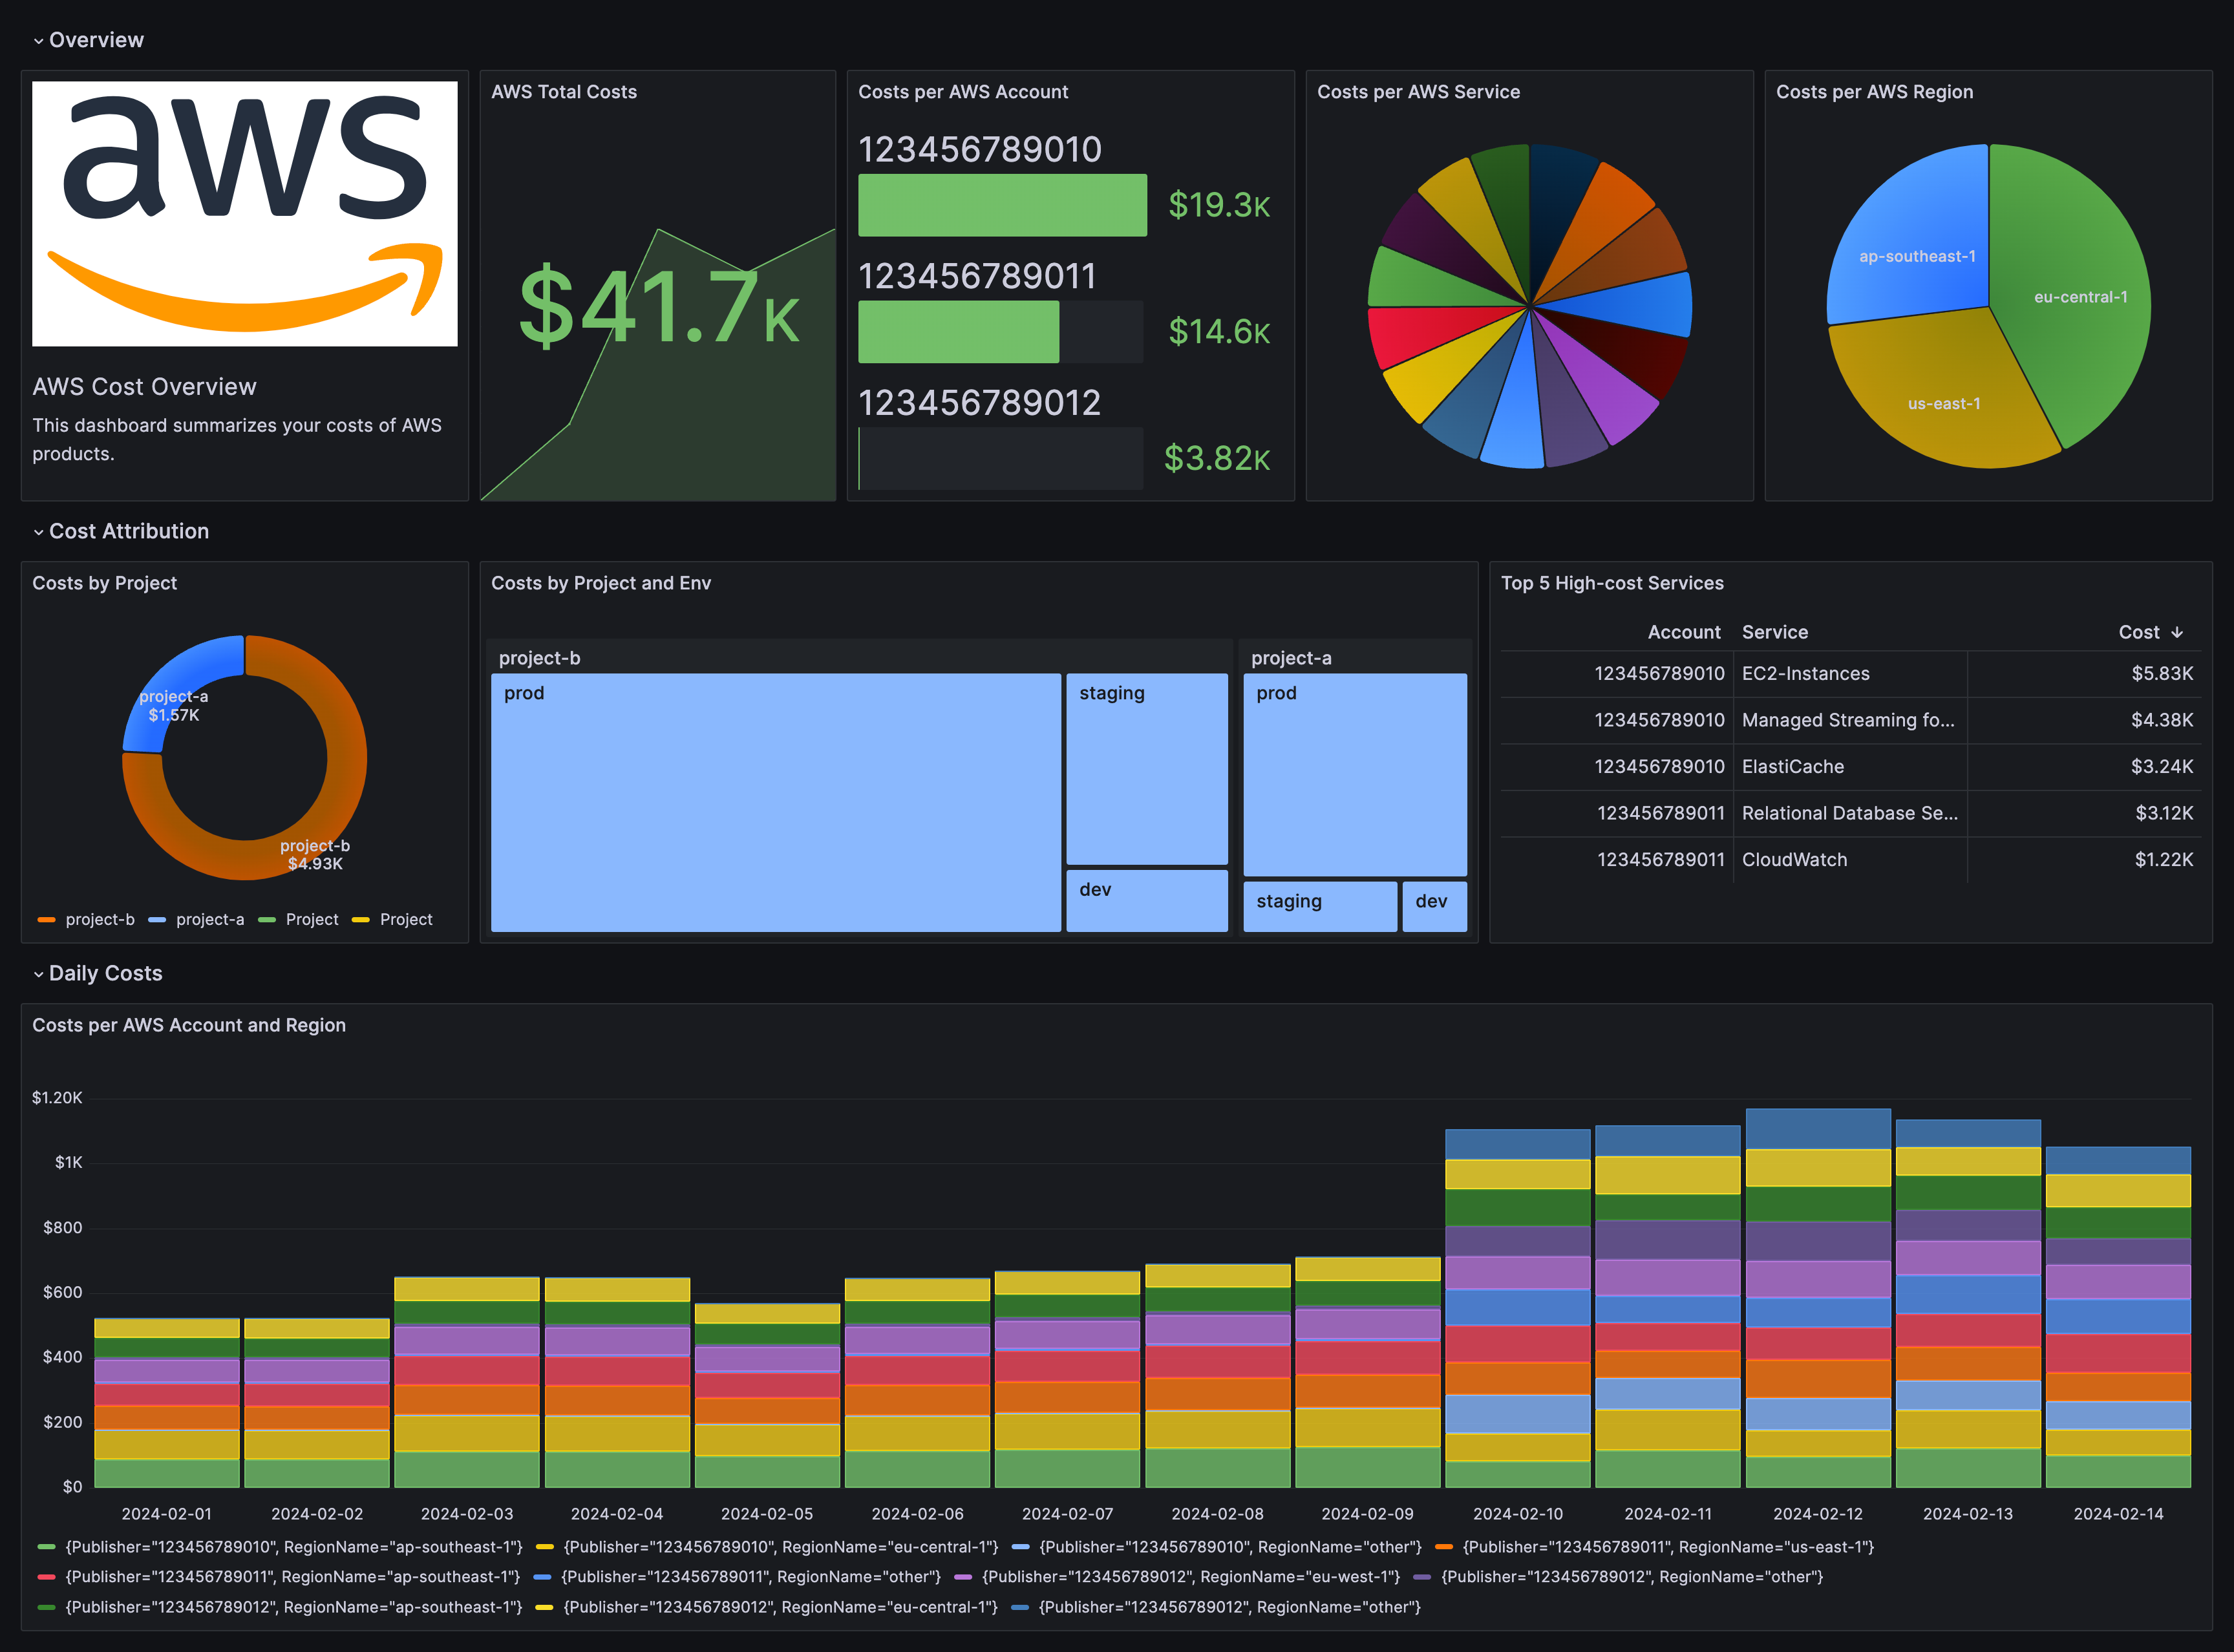 Overview
aws
AWS Cost Overview
This dashboard summarizes your costs of AWS
products.
AWS Total Costs
$41.7K
Costs per AWS Account
123456789010
$19.3K
123456789011
$14.6K
123456789012
$3.82K
Costs per AWS Service
Costs per AWS Region
ap-southeast-1
eu-central-1
us-east-1
Cost Attribution
Costs by Project
project-a
$1.57K
project-b
$4.93K
project-b project-a Project Project
Costs by Project and Env
project-b
prod
staging
dev
project-a
prod
staging
dev
Top 5 High-cost Services
Account Service Cost ↓
123456789010 EC2-Instances $5.83K
123456789010 Managed Streaming fo... $4.38K
123456789010 ElastiCache $3.24K
123456789011 Relational Database Se... $3.12K
123456789011 CloudWatch $1.22K
Daily Costs
Costs per AWS Account and Region
$1.20K
$1K
$800
$600
$400
$200
$0
2024-02-01 2024-02-02 2024-02-03 2024-02-04 2024-02-05 2024-02-06 2024-02-07 2024-02-08 2024-02-09 2024-02-10 2024-02-11 2024-02-12 2024-02-13 2024-02-14
{Publisher="123456789010", RegionName="ap-southeast-1"} {Publisher="123456789010", RegionName="eu-central-1"} {Publisher="123456789010", RegionName="other"} {Publisher="123456789011", RegionName="us-east-1"}
{Publisher="123456789011", RegionName="ap-southeast-1"} {Publisher="123456789011", RegionName="other"} {Publisher="123456789012", RegionName="eu-west-1"} {Publisher="123456789012", RegionName="other"}
{Publisher="123456789012", RegionName="ap-southeast-1"} {Publisher="123456789012", RegionName="eu-central-1"} {Publisher="123456789012", RegionName="other"}